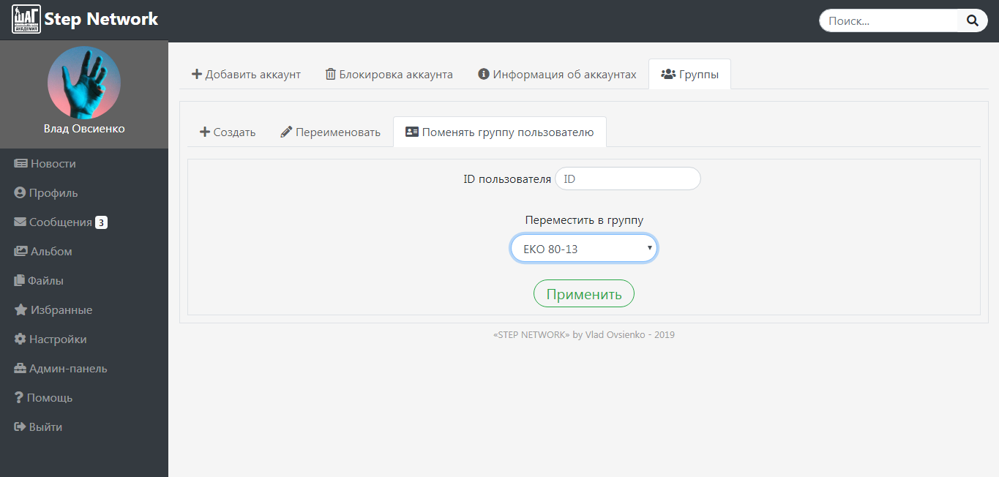 ШАГ
КОМПЬЮТЕРНАЯ
АКАДЕМИЯ
Step Network
Поиск...
Влад Овсиенко
Новости
Профиль
Сообщения 3
Альбом
Файлы
Избранные
Настройки
Админ-панель
Помощь
Выйти
Добавить аккаунт Блокировка аккаунта Информация об аккаунтах Группы
Создать Переименовать Поменять группу пользователю
ID пользователя ID
Переместить в группу
ЕКО 80-13
Применить
«STEP NETWORK» by Vlad Ovsienko - 2019